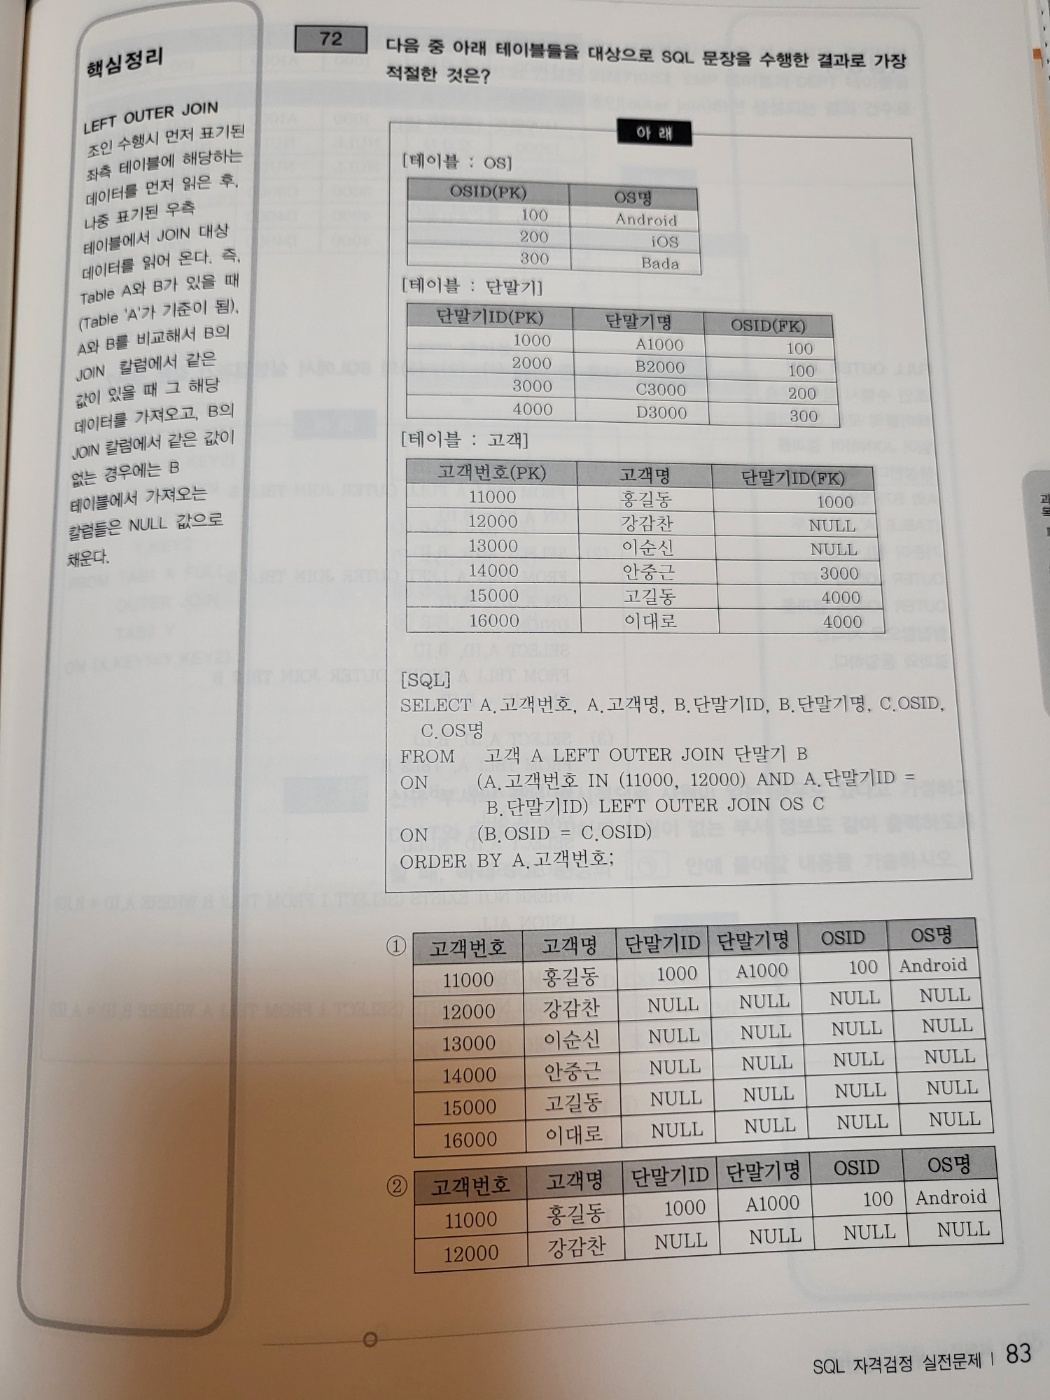 핵심정리
LEFT OUTER JOIN
조인 수행시 먼저 표기된
좌측 테이블에 해당하는
데이터를 먼저 읽은 후,
나중 표기된 우측
테이블에서 JOIN 대상
데이터를 읽어 온다. 즉,
Table A와 B가 있을 때
(Table 'A'가 기준이 됨),
A와 B를 비교해서 B의
JOIN 칼럼에서 같은
값이 있을 때 그 해당
데이터를 가져오고, B의
JOIN 칼럼에서 같은 값이
없는 경우에는 B
테이블에서 가져오는
칼럼들은 NULL 값으로
채운다.
72
다음 중 아래 테이블들을 대상으로 SQL 문장을 수행한 결과로 가장
적절한 것은?
아 래
[테이블 : OS]
OSID(PK) OS명
100 Android
200 iOS
300 Bada
[테이블 : 단말기]
단말기ID(PK) 단말기명 OSID(FK)
1000 A1000 100
2000 B2000 100
3000 C3000 200
4000 D3000 300
[테이블 : 고객]
고객번호(PK) 고객명 단말기ID(FK)
11000 홍길동 1000
12000 강감찬 NULL
13000 이순신 NULL
14000 안중근 3000
15000 고길동 4000
16000 이대로 4000
[SQL]
SELECT A.고객번호, A.고객명, B.단말기ID, B.단말기명, C.OSID,
C.OS명
FROM 고객 A LEFT OUTER JOIN 단말기 B
ON (A.고객번호 IN (11000, 12000) AND A.단말기ID =
B.단말기ID) LEFT OUTER JOIN OS C
ON (B.OSID = C.OSID)
ORDER BY A.고객번호;
① 고객번호 고객명 단말기ID 단말기명 OSID OS명
11000 홍길동 1000 A1000 100 Android
12000 강감찬 NULL NULL NULL NULL
13000 이순신 NULL NULL NULL NULL
14000 안중근 NULL NULL NULL NULL
15000 고길동 NULL NULL NULL NULL
16000 이대로 NULL NULL NULL NULL
② 고객번호 고객명 단말기ID 단말기명 OSID OS명
11000 홍길동 1000 A1000 100 Android
12000 강감찬 NULL NULL NULL NULL
SQL 자격검정 실전문제 | 83